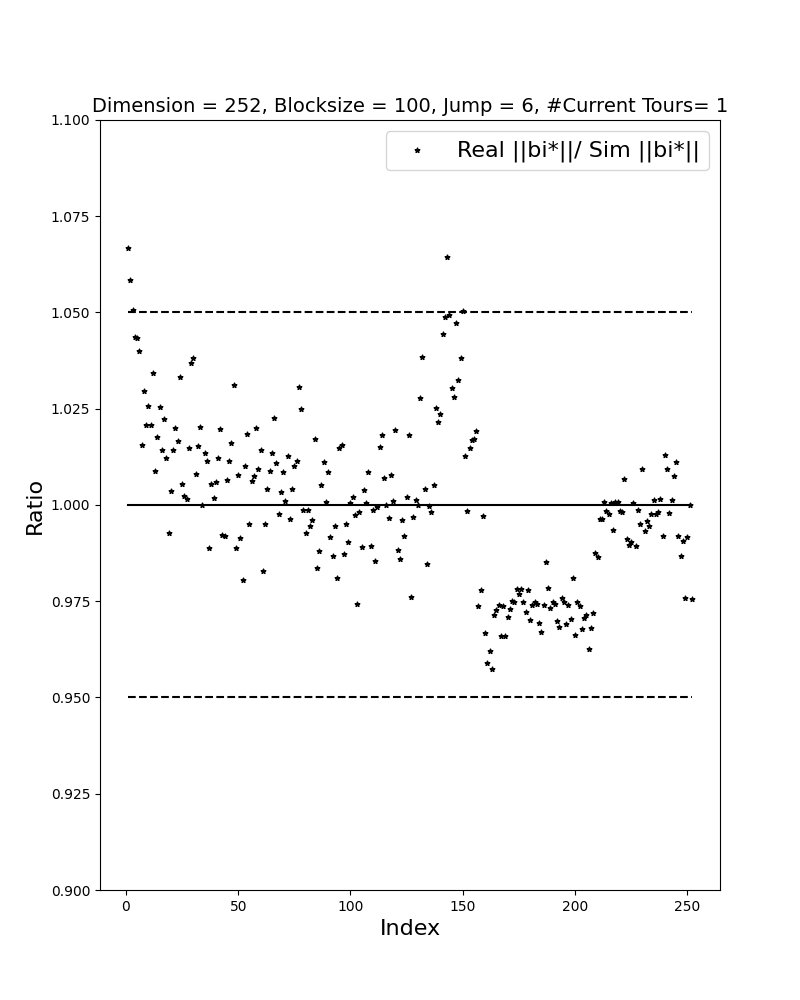 Dimension = 252, Blocksize = 100, Jump = 6, #Current Tours= 1
1.100
Real ||bi*||/ Sim ||bi*||
1.075
1.050
1.025
1.000
Ratio
0.975
0.950
0.925
0.900
0 50 100 150 200 250
Index